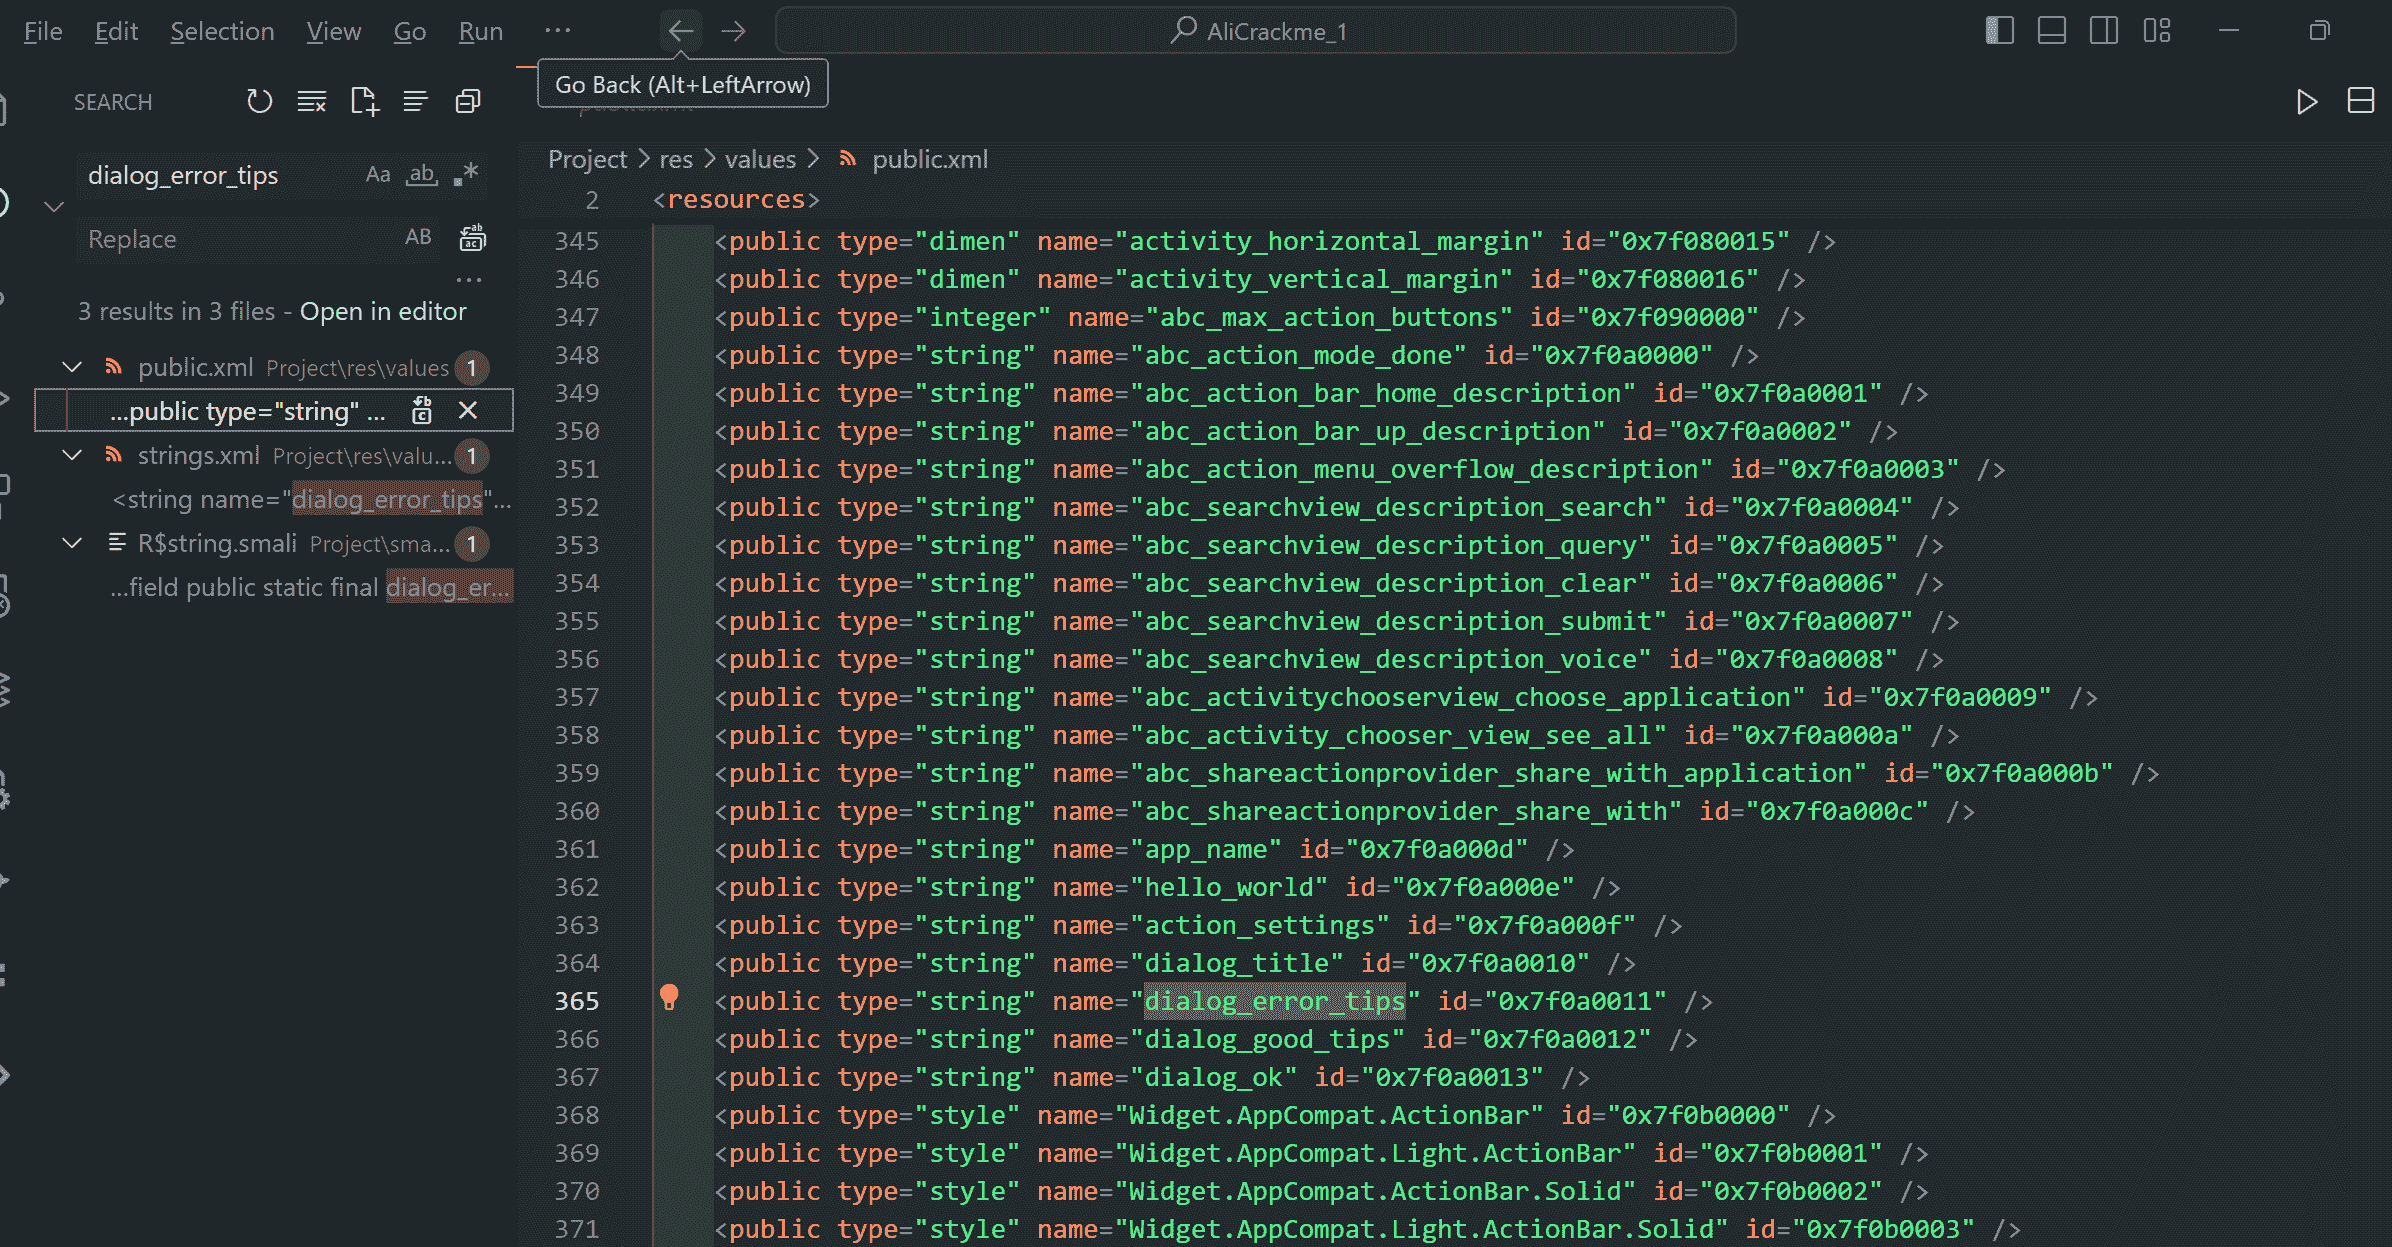 File Edit Selection View Go Run ··· AliCrackme_1
Go Back (Alt+LeftArrow)
SEARCH
dialog_error_tips Aa ab .*
Replace AB
3 results in 3 files - Open in editor
public.xml Project\res\values 1
...public type="string" ...
strings.xml Project\res\valu... 1
<string name="dialog_error_tips"...
R$string.smali Project\sma... 1
...field public static final dialog_er...
Project > res > values > public.xml
2 <resources>
345 <public type="dimen" name="activity_horizontal_margin" id="0x7f080015" />
346 <public type="dimen" name="activity_vertical_margin" id="0x7f080016" />
347 <public type="integer" name="abc_max_action_buttons" id="0x7f090000" />
348 <public type="string" name="abc_action_mode_done" id="0x7f0a0000" />
349 <public type="string" name="abc_action_bar_home_description" id="0x7f0a0001" />
350 <public type="string" name="abc_action_bar_up_description" id="0x7f0a0002" />
351 <public type="string" name="abc_action_menu_overflow_description" id="0x7f0a0003" />
352 <public type="string" name="abc_searchview_description_search" id="0x7f0a0004" />
353 <public type="string" name="abc_searchview_description_query" id="0x7f0a0005" />
354 <public type="string" name="abc_searchview_description_clear" id="0x7f0a0006" />
355 <public type="string" name="abc_searchview_description_submit" id="0x7f0a0007" />
356 <public type="string" name="abc_searchview_description_voice" id="0x7f0a0008" />
357 <public type="string" name="abc_activitychooserview_choose_application" id="0x7f0a0009" />
358 <public type="string" name="abc_activity_chooser_view_see_all" id="0x7f0a000a" />
359 <public type="string" name="abc_shareactionprovider_share_with_application" id="0x7f0a000b" />
360 <public type="string" name="abc_shareactionprovider_share_with" id="0x7f0a000c" />
361 <public type="string" name="app_name" id="0x7f0a000d" />
362 <public type="string" name="hello_world" id="0x7f0a000e" />
363 <public type="string" name="action_settings" id="0x7f0a000f" />
364 <public type="string" name="dialog_title" id="0x7f0a0010" />
365 <public type="string" name="dialog_error_tips" id="0x7f0a0011" />
366 <public type="string" name="dialog_good_tips" id="0x7f0a0012" />
367 <public type="string" name="dialog_ok" id="0x7f0a0013" />
368 <public type="style" name="Widget.AppCompat.ActionBar" id="0x7f0b0000" />
369 <public type="style" name="Widget.AppCompat.Light.ActionBar" id="0x7f0b0001" />
370 <public type="style" name="Widget.AppCompat.ActionBar.Solid" id="0x7f0b0002" />
371 <public type="style" name="Widget.AppCompat.Light.ActionBar.Solid" id="0x7f0b0003" />